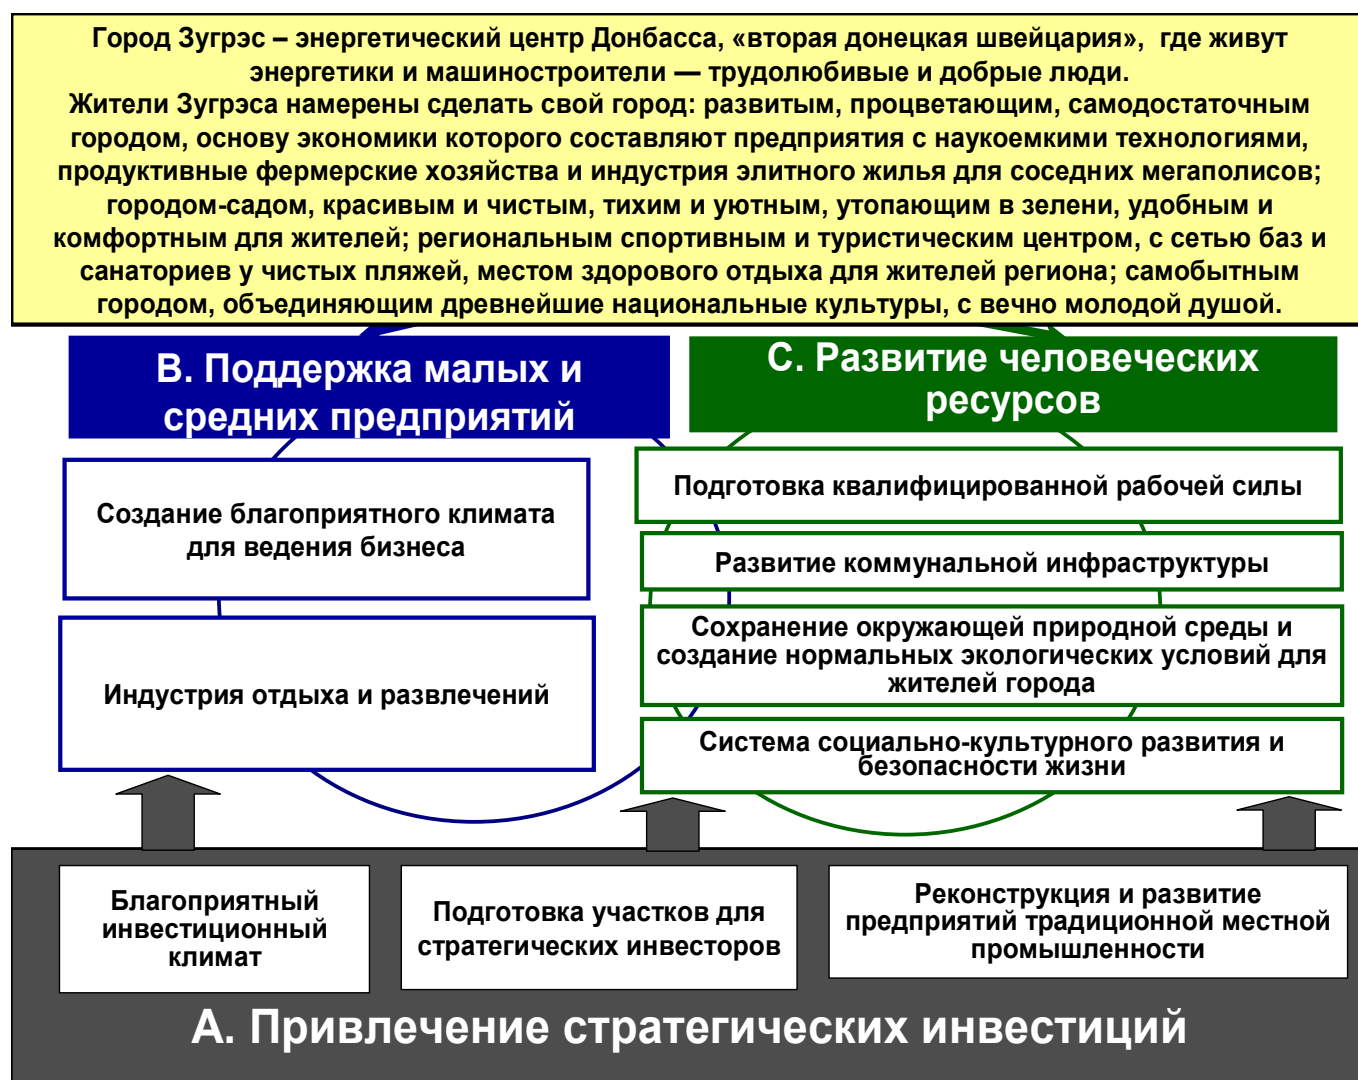 Город Зугрэс – энергетический центр Донбасса, «вторая донецкая швейцария», где живут
энергетики и машиностроители — трудолюбивые и добрые люди.
Жители Зугрэса намерены сделать свой город: развитым, процветающим, самодостаточным
городом, основу экономики которого составляют предприятия с наукоемкими технологиями,
продуктивные фермерские хозяйства и индустрия элитного жилья для соседних мегаполисов;
городом-садом, красивым и чистым, тихим и уютным, утопающим в зелени, удобным и
комфортным для жителей; региональным спортивным и туристическим центром, с сетью баз и
санаториев у чистых пляжей, местом здорового отдыха для жителей региона; самобытным
городом, объединяющим древнейшие национальные культуры, с вечно молодой душой.
В. Поддержка малых и
средних предприятий
Создание благоприятного климата
для ведения бизнеса
Индустрия отдыха и развлечений
С. Развитие человеческих
ресурсов
Подготовка квалифицированной рабочей силы
Развитие коммунальной инфраструктуры
Сохранение окружающей природной среды и
создание нормальных экологических условий для
жителей города
Система социально-культурного развития и
безопасности жизни
Благоприятный
инвестиционный
климат
Подготовка участков для
стратегических инвесторов
Реконструкция и развитие
предприятий традиционной местной
промышленности
А. Привлечение стратегических инвестиций